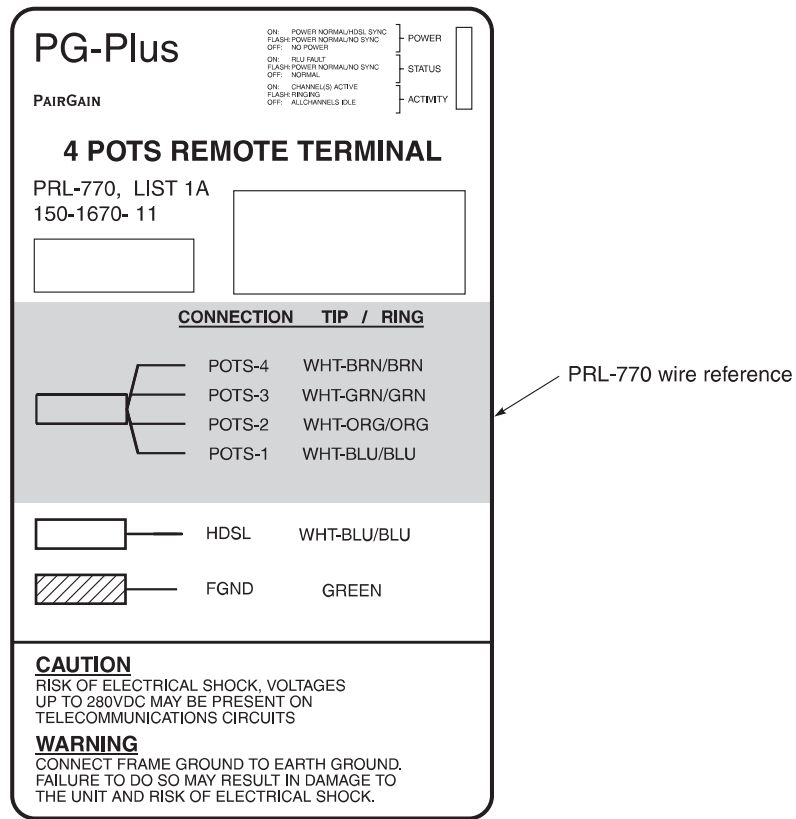 PG-Plus
PAIRGAIN
ON: POWER NORMAL/HDSL SYNC
FLASH: POWER NORMAL/NO SYNC
OFF: NO POWER
POWER
ON: RLU FAULT
FLASH: POWER NORMAL/NO SYNC
OFF: NORMAL
STATUS
ON: CHANNEL(S) ACTIVE
FLASH: RINGING
OFF: ALLCHANNELS IDLE
ACTIVITY
4 POTS REMOTE TERMINAL
PRL-770, LIST 1A
150-1670- 11
CONNECTION TIP / RING
POTS-4 WHT-BRN/BRN
POTS-3 WHT-GRN/GRN
POTS-2 WHT-ORG/ORG
POTS-1 WHT-BLU/BLU
PRL-770 wire reference
HDSL WHT-BLU/BLU
FGND GREEN
CAUTION
RISK OF ELECTRICAL SHOCK, VOLTAGES
UP TO 280VDC MAY BE PRESENT ON
TELECOMMUNICATIONS CIRCUITS
WARNING
CONNECT FRAME GROUND TO EARTH GROUND.
FAILURE TO DO SO MAY RESULT IN DAMAGE TO
THE UNIT AND RISK OF ELECTRICAL SHOCK.